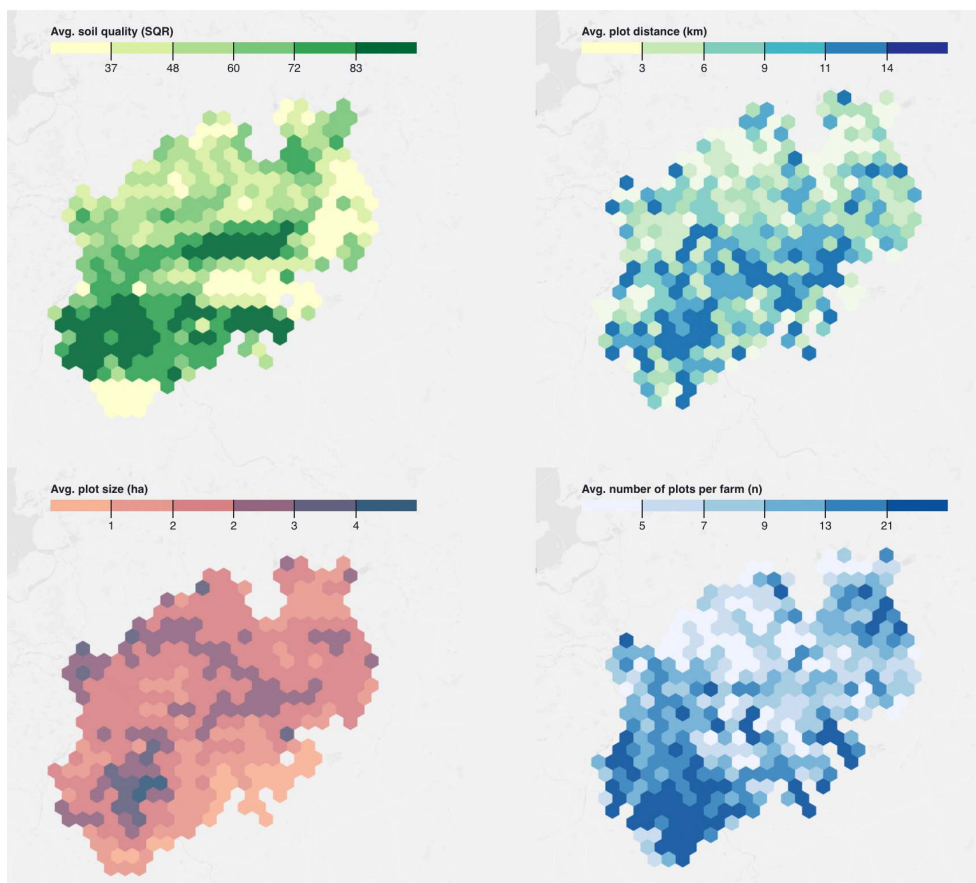 Avg. soil quality (SQR)
37 48 60 72 83
Avg. plot distance (km)
3 6 9 11 14
Avg. plot size (ha)
1 2 2 3 4
Avg. number of plots per farm (n)
5 7 9 13 21